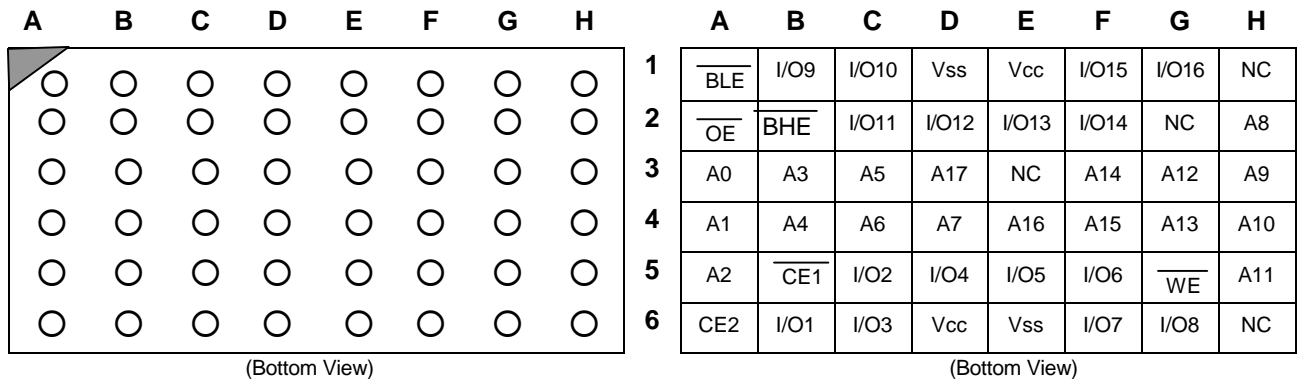 A B C D E F G H A B C D E F G H
1 BLE I/O9 I/O10 Vss Vcc I/O15 I/O16 NC
2 OE BHE I/O11 I/O12 I/O13 I/O14 NC A8
3 A0 A3 A5 A17 NC A14 A12 A9
4 A1 A4 A6 A7 A16 A15 A13 A10
5 A2 CE1 I/O2 I/O4 I/O5 I/O6 WE A11
6 CE2 I/O1 I/O3 Vcc Vss I/O7 I/O8 NC
(Bottom View) (Bottom View)